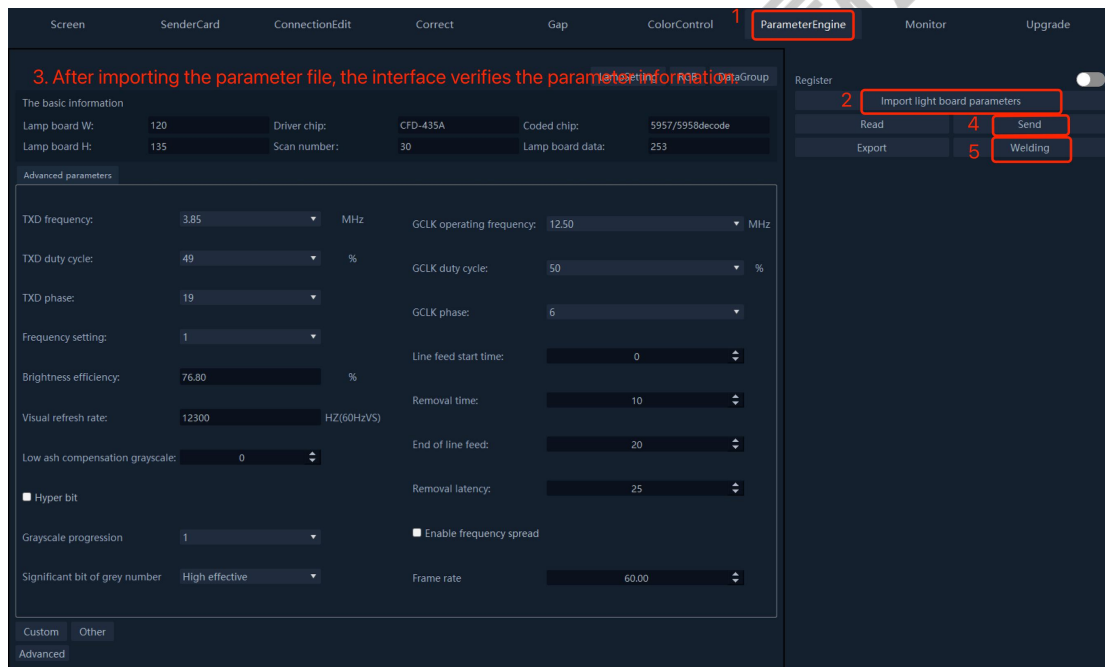 Screen SenderCard ConnectionEdit Correct Gap ColorControl 1 ParameterEngine Monitor Upgrade
3. After importing the parameter file, the interface verifies the parameter information.
LampSetting RGB DataGroup
Register
The basic information
2 Import light board parameters
Lamp board W: 120 Driver chip: CFD-435A Coded chip: 5957/5958decode
Read 4 Send
Lamp board H: 135 Scan number: 30 Lamp board data: 253
Export 5 Welding
Advanced parameters
TXD frequency: 3.85 MHz
GCLK operating frequency: 12.50 MHz
TXD duty cycle: 49 %
GCLK duty cycle: 50 %
TXD phase: 19
GCLK phase: 6
Frequency setting: 1
Line feed start time: 0
Brightness efficiency: 76.80 %
Removal time: 10
Visual refresh rate: 12300 HZ(60HzVS)
End of line feed: 20
Low ash compensation grayscale: 0
Removal latency: 25
Hyper bit
Enable frequency spread
Grayscale progression 1
Significant bit of grey number High effective
Frame rate 60.00
Custom Other
Advanced